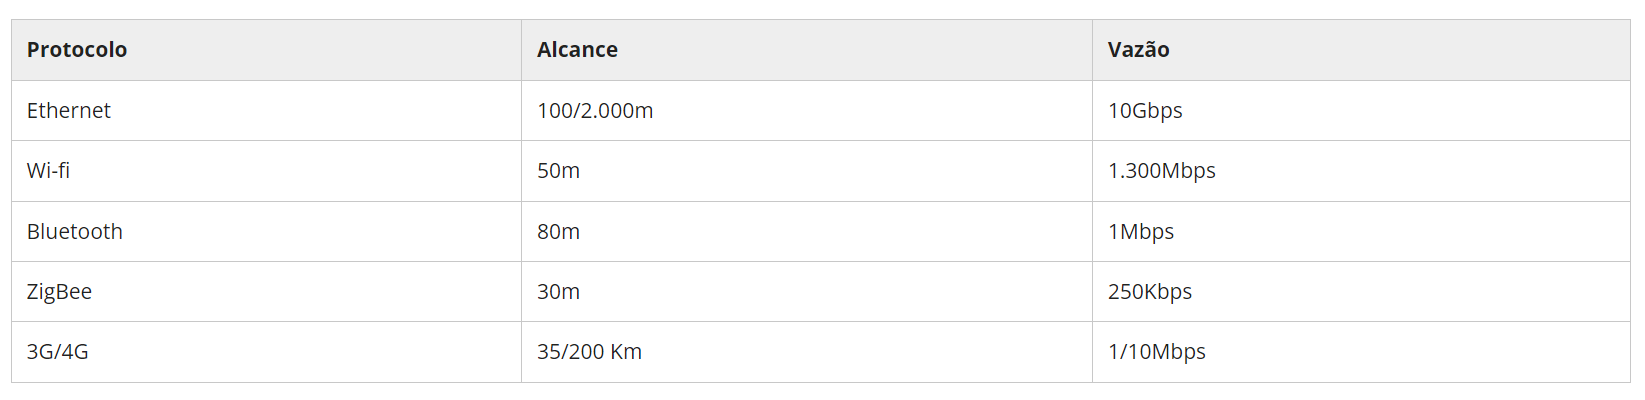 Protocolo Alcance Vazão
Ethernet 100/2.000m 10Gbps
Wi-fi 50m 1.300Mbps
Bluetooth 80m 1Mbps
ZigBee 30m 250Kbps
3G/4G 35/200 Km 1/10Mbps